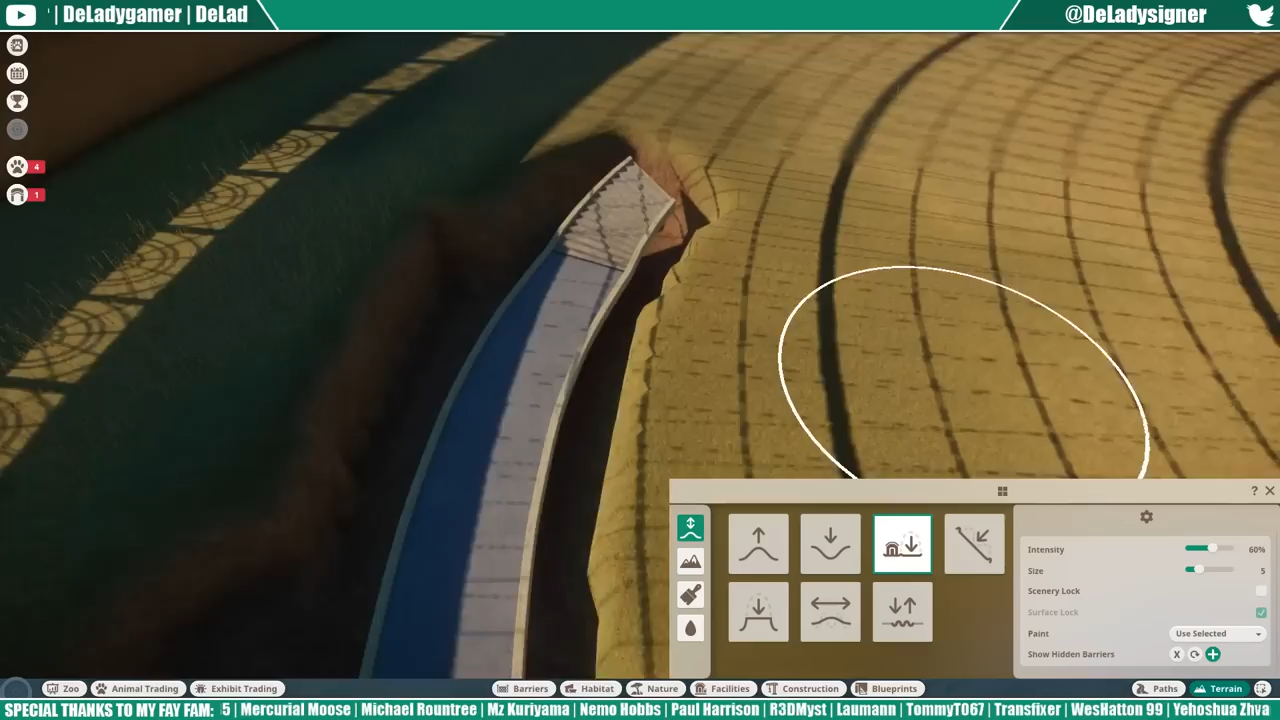 ' | DeLadygamer | DeLad
@DeLadysigner
4
1
? X
Intensity 60%
Size 5
Scenery Lock
Surface Lock
Paint Use Selected
Show Hidden Barriers X
Zoo Animal Trading Exhibit Trading Barriers Habitat Nature Facilities Construction Blueprints Paths Terrain
SPECIAL THANKS TO MY FAY FAM: 5 | Mercurial Moose | Michael Rountree | Mz Kuriyama | Nemo Hobbs | Paul Harrison | R3DMyst | Laumann | TommyTO67 | Transfixer | WesHatton 99 | Yehoshua Zhva